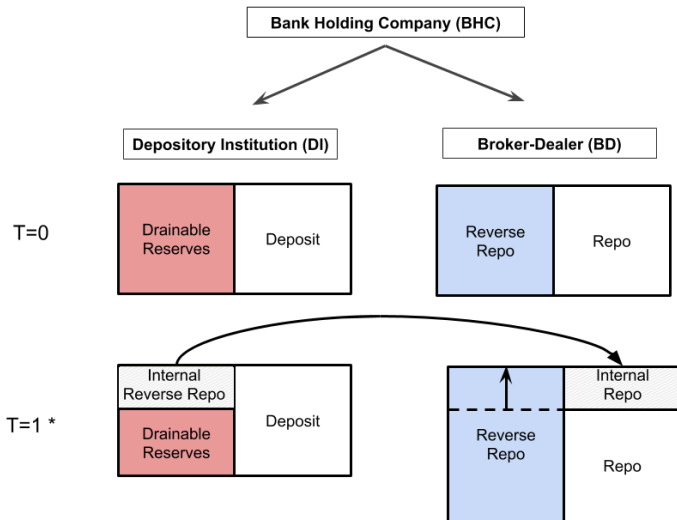 Bank Holding Company (BHC)
Depository Institution (DI)
Broker-Dealer (BD)
T=0
Drainable
Reserves
Deposit
Reverse
Repo
Repo
T=1 *
Internal
Reverse Repo
Drainable
Reserves
Deposit
Reverse
Repo
Internal
Repo
Repo